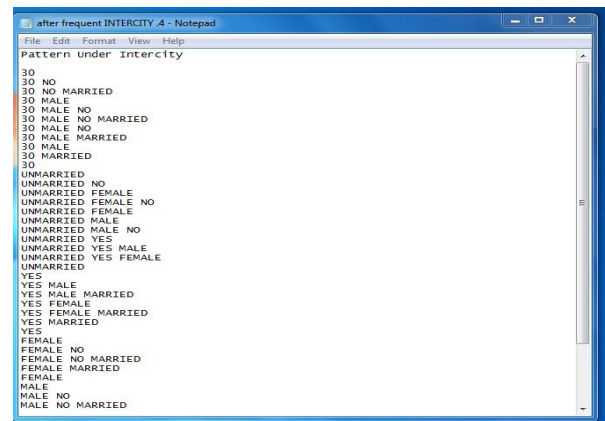 after frequent INTERCITY .4 - Notepad
File Edit Format View Help
Pattern Under Intercity
30
30 NO
30 NO MARRIED
30 MALE
30 MALE NO
30 MALE NO MARRIED
30 MALE NO
30 MALE MARRIED
30 MALE
30 MARRIED
30
UNMARRIED
UNMARRIED NO
UNMARRIED FEMALE
UNMARRIED FEMALE NO
UNMARRIED FEMALE
UNMARRIED MALE
UNMARRIED MALE NO
UNMARRIED YES
UNMARRIED YES MALE
UNMARRIED YES FEMALE
UNMARRIED
YES
YES MALE
YES MALE MARRIED
YES FEMALE
YES FEMALE MARRIED
YES MARRIED
YES
FEMALE
FEMALE NO
FEMALE NO MARRIED
FEMALE MARRIED
FEMALE
MALE
MALE NO
MALE NO MARRIED